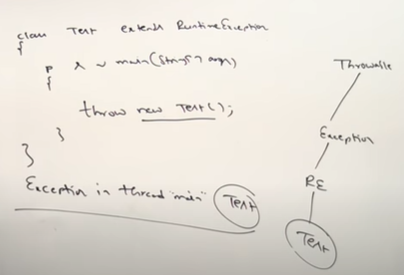 class Test extends RuntimeException
{
p s v main(String[] args)
{
throw new Test();
}
}
Exception in thread "main" Test
Throwable
Exception
RE
Test